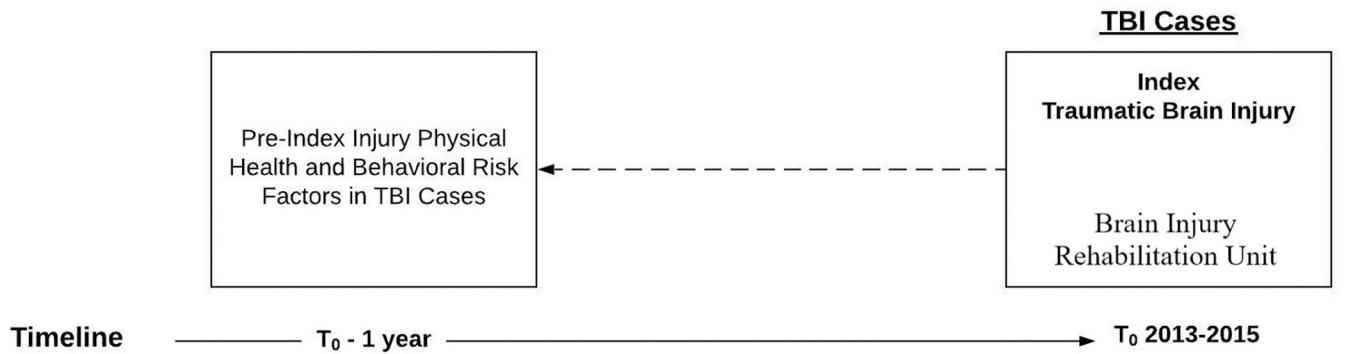 TBI Cases
Index
Traumatic Brain Injury
Pre-Index Injury Physical
Health and Behavioral Risk
Factors in TBI Cases
Brain Injury
Rehabilitation Unit
Timeline
T₀ - 1 year
T₀ 2013-2015